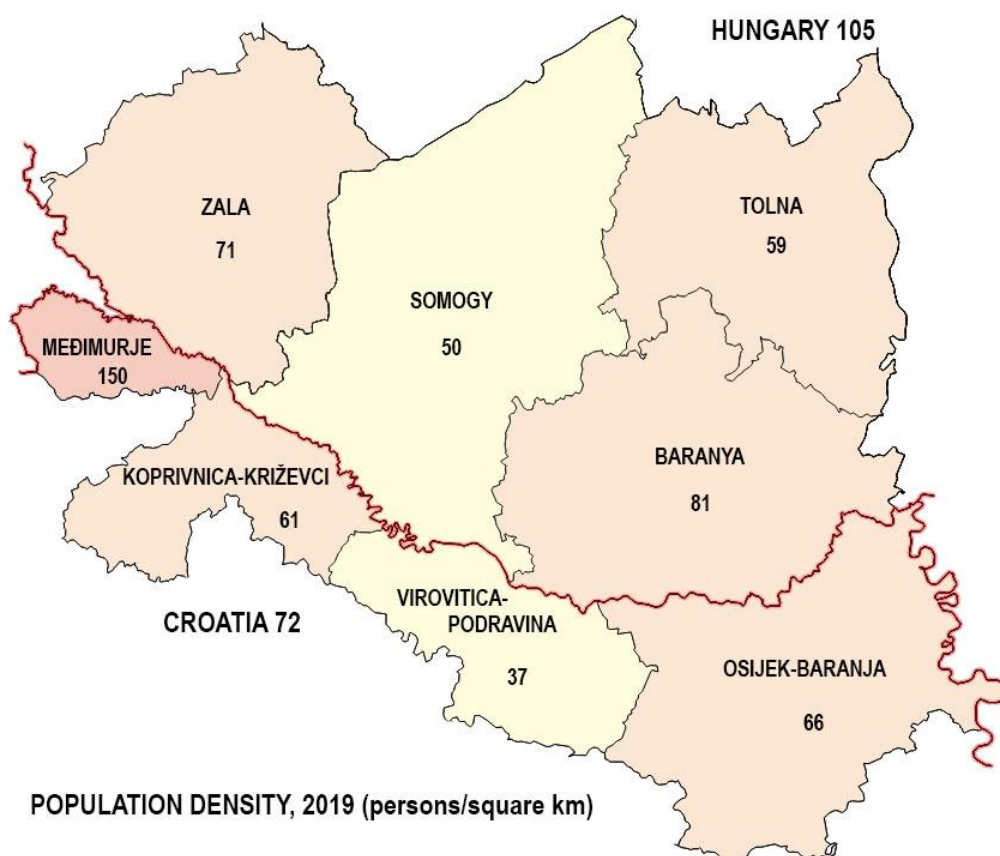 HUNGARY 105
ZALA
71
TOLNA
59
SOMOGY
50
MEĐIMURJE
150
KOPRIVNICA-KRIŽEVCI
61
BARANYA
81
VIROVITICA-
PODRAVINA
37
CROATIA 72
OSIJEK-BARANJA
66
POPULATION DENSITY, 2019 (persons/square km)